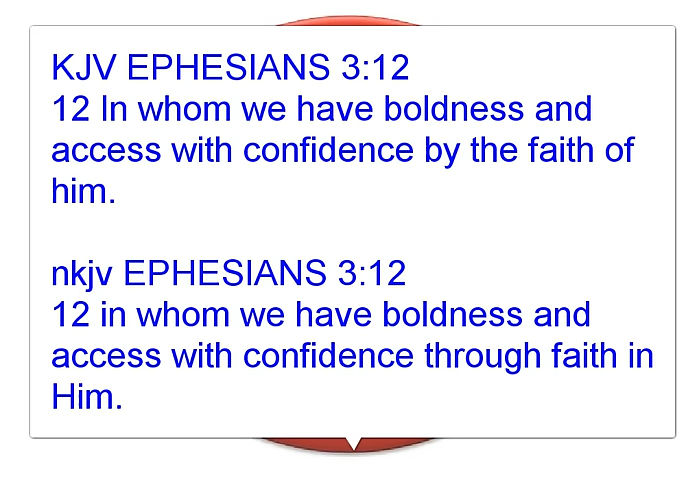 KJV EPHESIANS 3:12
12 In whom we have boldness and
access with confidence by the faith of
him.
nkjv EPHESIANS 3:12
12 in whom we have boldness and
access with confidence through faith in
Him.